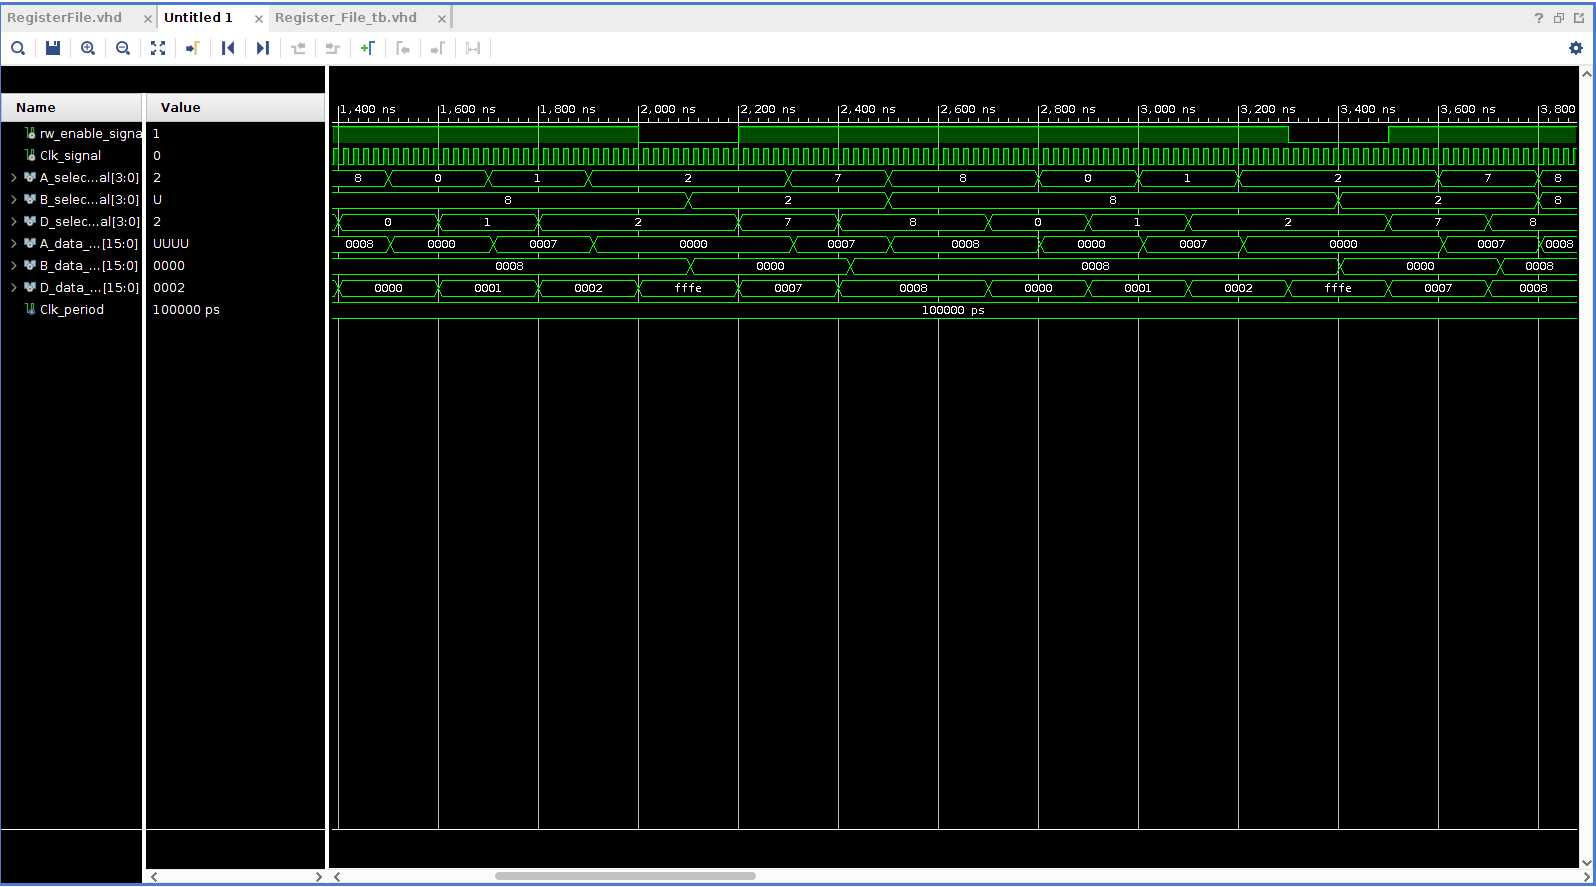 RegisterFile.vhd × Untitled 1 × Register_File_tb.vhd × ?
Name Value 1,400 ns 1,600 ns 1,800 ns 2,000 ns 2,200 ns 2,400 ns 2,600 ns 2,800 ns 3,000 ns 3,200 ns 3,400 ns 3,600 ns 3,800
rw_enable_signa 1
Clk_signal 0
A_selec...al[3:0] 2 8 0 1 2 7 8 0 1 2 7 8
B_selec...al[3:0] U 8 2 8 2 8
D_selec...al[3:0] 2 0 1 2 7 8 0 1 2 7 8
A_data_...[15:0] UUUU 0008 0000 0007 0000 0007 0008 0000 0007 0000 0007 0008
B_data_...[15:0] 0000 0008 0000 0008 0000 0008
D_data_...[15:0] 0002 0000 0001 0002 fffe 0007 0008 0000 0001 0002 fffe 0007 0008
Clk_period 100000 ps 100000 ps